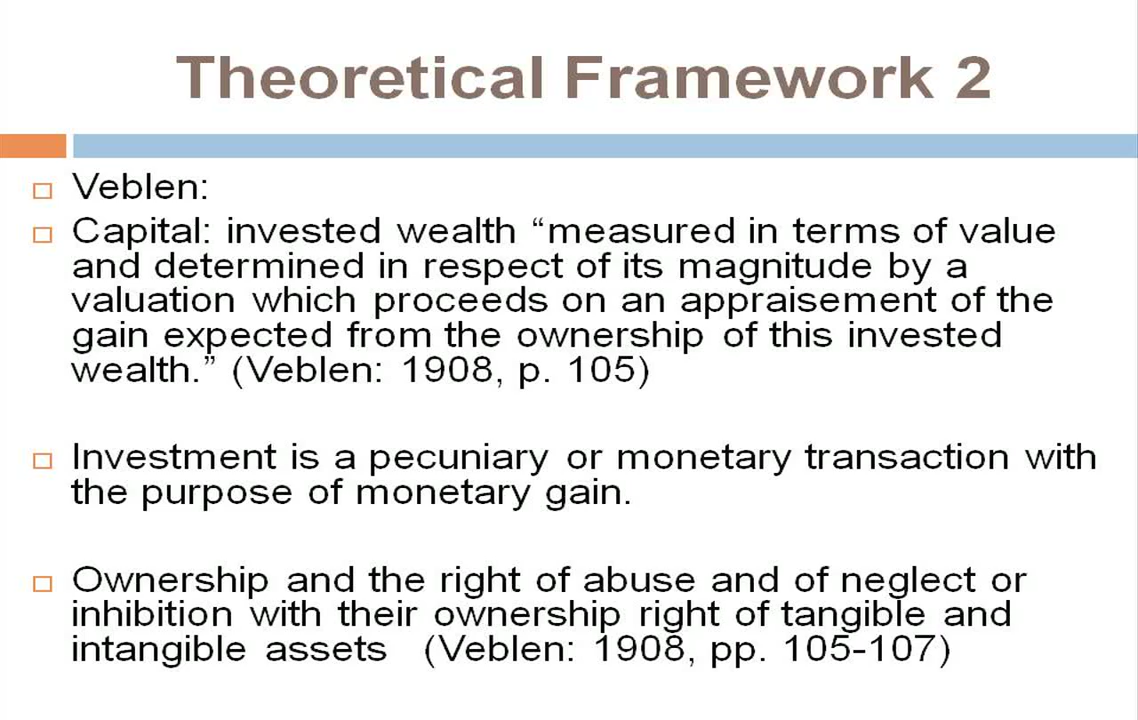 Theoretical Framework 2
Veblen:
Capital: invested wealth “measured in terms of value
and determined in respect of its magnitude by a
valuation which proceeds on an appraisement of the
gain expected from the ownership of this invested
wealth.” (Veblen: 1908, p. 105)
Investment is a pecuniary or monetary transaction with
the purpose of monetary gain.
Ownership and the right of abuse and of neglect or
inhibition with their ownership right of tangible and
intangible assets (Veblen: 1908, pp. 105-107)